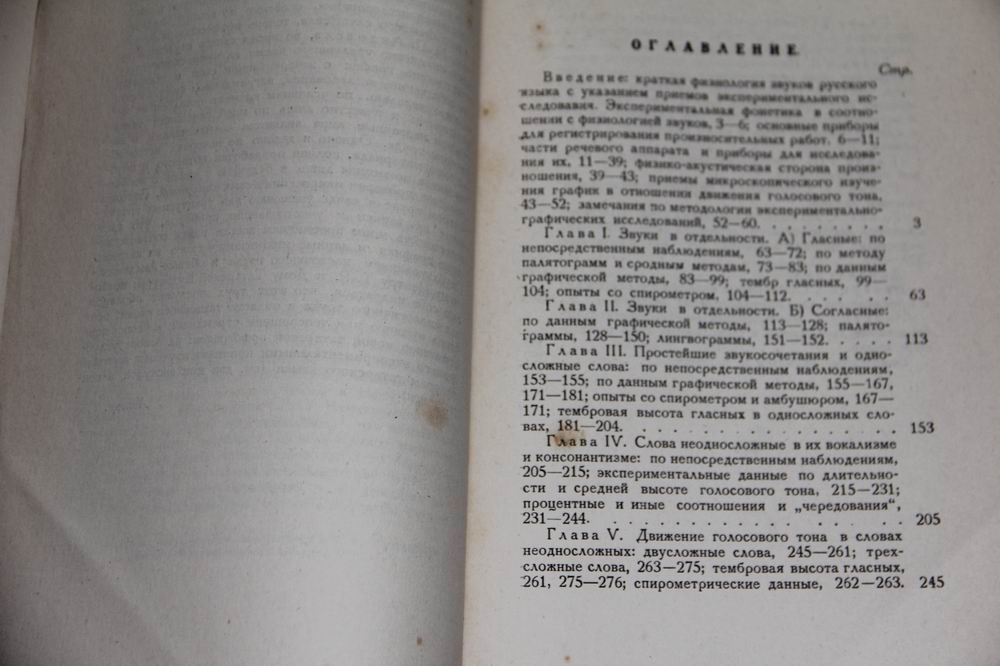 ОГЛАВЛЕНИЕ
Стр.
Введение: краткая физиология звуков русского
языка с указанием приемов экспериментального ис-
следования. Экспериментальная фонетика в соотно-
шении с физиологией звуков, 3—6; основные приборы
для регистрирования произносительных работ, 6—11;
части речевого аппарата и приборы для исследова-
ния их, 11—39; физико-акустическая сторона произ-
ношения, 39—43; приемы микроскопического изуче-
ния график в отношении движения голосового тона,
43—52; замечания по методологии экспериментально-
графических исследований, 52—60. . . . . . . . . 3
Глава I. Звуки в отдельности. А) Гласные: по
непосредственным наблюдениям, 63—72; по методу
палятограмм и сродным методам, 73—83; по данным
графической методы, 83—99; тембр гласных, 99—
104; опыты со спирометром, 104—112. . . . . . 63
Глава II. Звуки в отдельности. Б) Согласные:
по данным графической методы, 113—128; палято-
граммы, 128—150; лингвограммы, 151—152. . . . . 113
Глава III. Простейшие звукосочетания и одно-
сложные слова: по непосредственным наблюдениям,
153—155; по данным графической методы, 155—167,
171—181; опыты со спирометром и амбушюром, 167—
171; тембровая высота гласных в односложных сло-
вах, 181—204. . . . . . . . . . . . . . . . . 153
Глава IV. Слова неодносложные в их вокализме
и консонантизме: по непосредственным наблюдениям,
205—215; экспериментальные данные по длительно-
сти и средней высоте голосового тона, 215—231;
процентные и иные соотношения и „чередования“,
231—244. . . . . . . . . . . . . . . . . . 205
Глава V. Движение голосового тона в словах
неодносложных: двусложные слова, 245—261; трех-
сложные слова, 263—275; тембровая высота гласных,
261, 275—276; спирометрические данные, 262—263. 245